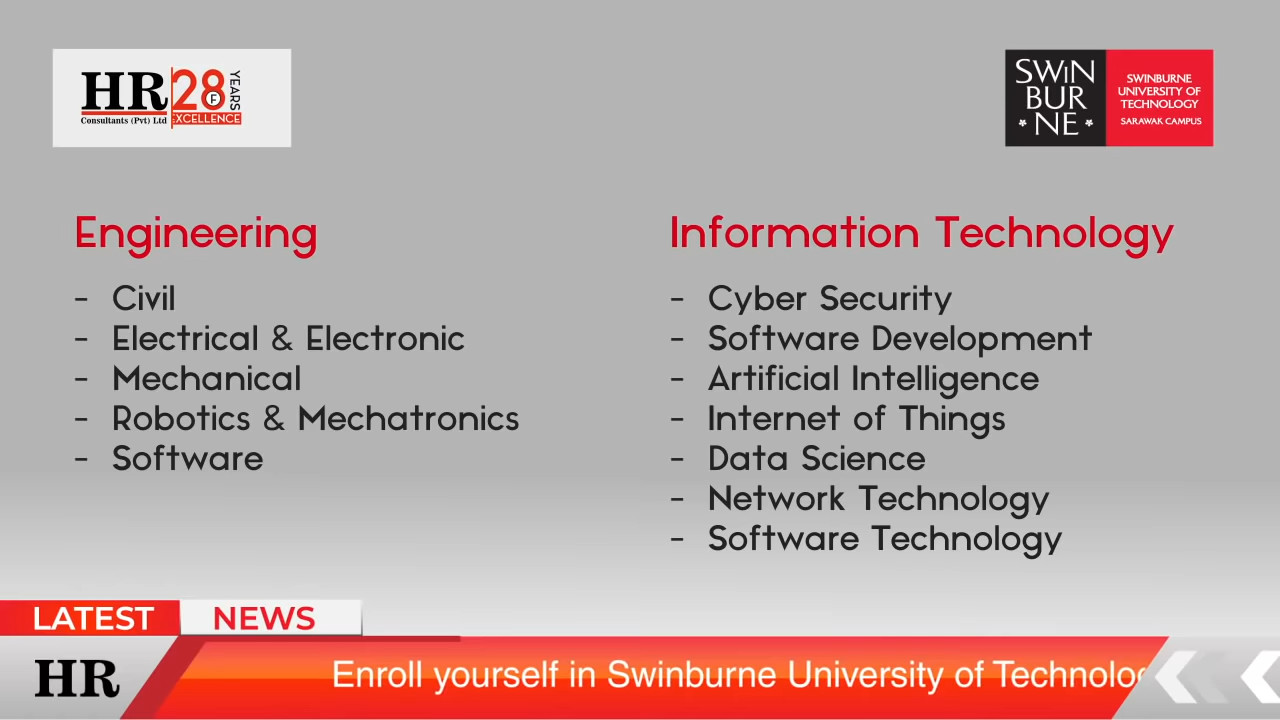 HR 28 YEARS
F
Consultants (Pvt) Ltd EXCELLENCE
SWIN
BUR
NE
SWINBURNE
UNIVERSITY OF
TECHNOLOGY
SARAWAK CAMPUS
Engineering
- Civil
- Electrical & Electronic
- Mechanical
- Robotics & Mechatronics
- Software
Information Technology
- Cyber Security
- Software Development
- Artificial Intelligence
- Internet of Things
- Data Science
- Network Technology
- Software Technology
LATEST NEWS
HR
Enroll yourself in Swinburne University of Technolo